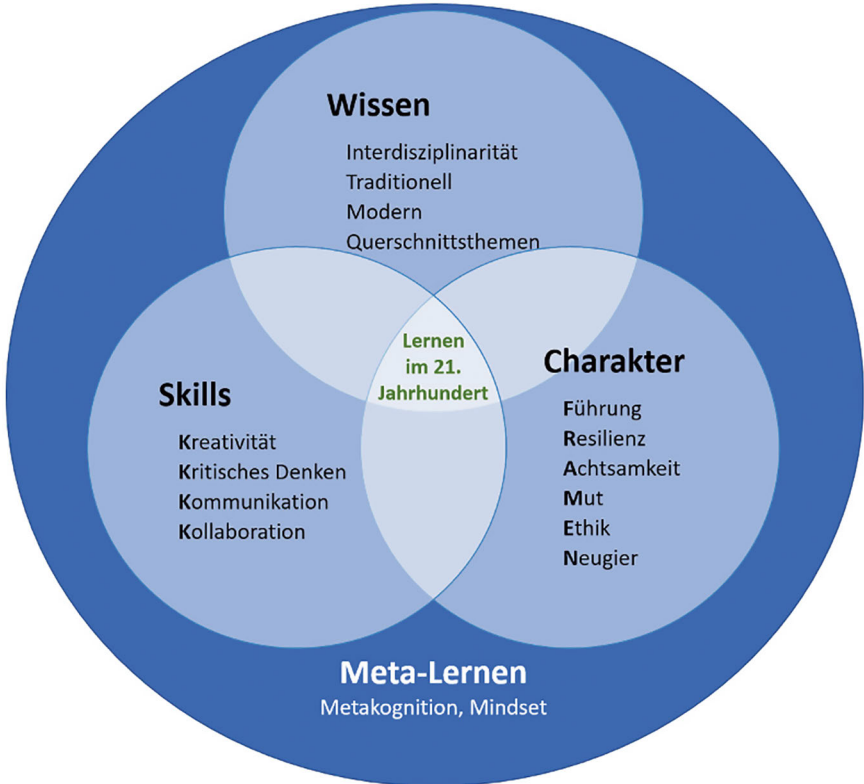 Wissen
Interdisziplinarität
Traditionell
Modern
Querschnittsthemen
Lernen
im 21.
Jahrhundert
Skills
Kreativität
Kritisches Denken
Kommunikation
Kollaboration
Charakter
Führung
Resilienz
Achtsamkeit
Mut
Ethik
Neugier
Meta-Lernen
Metakognition, Mindset